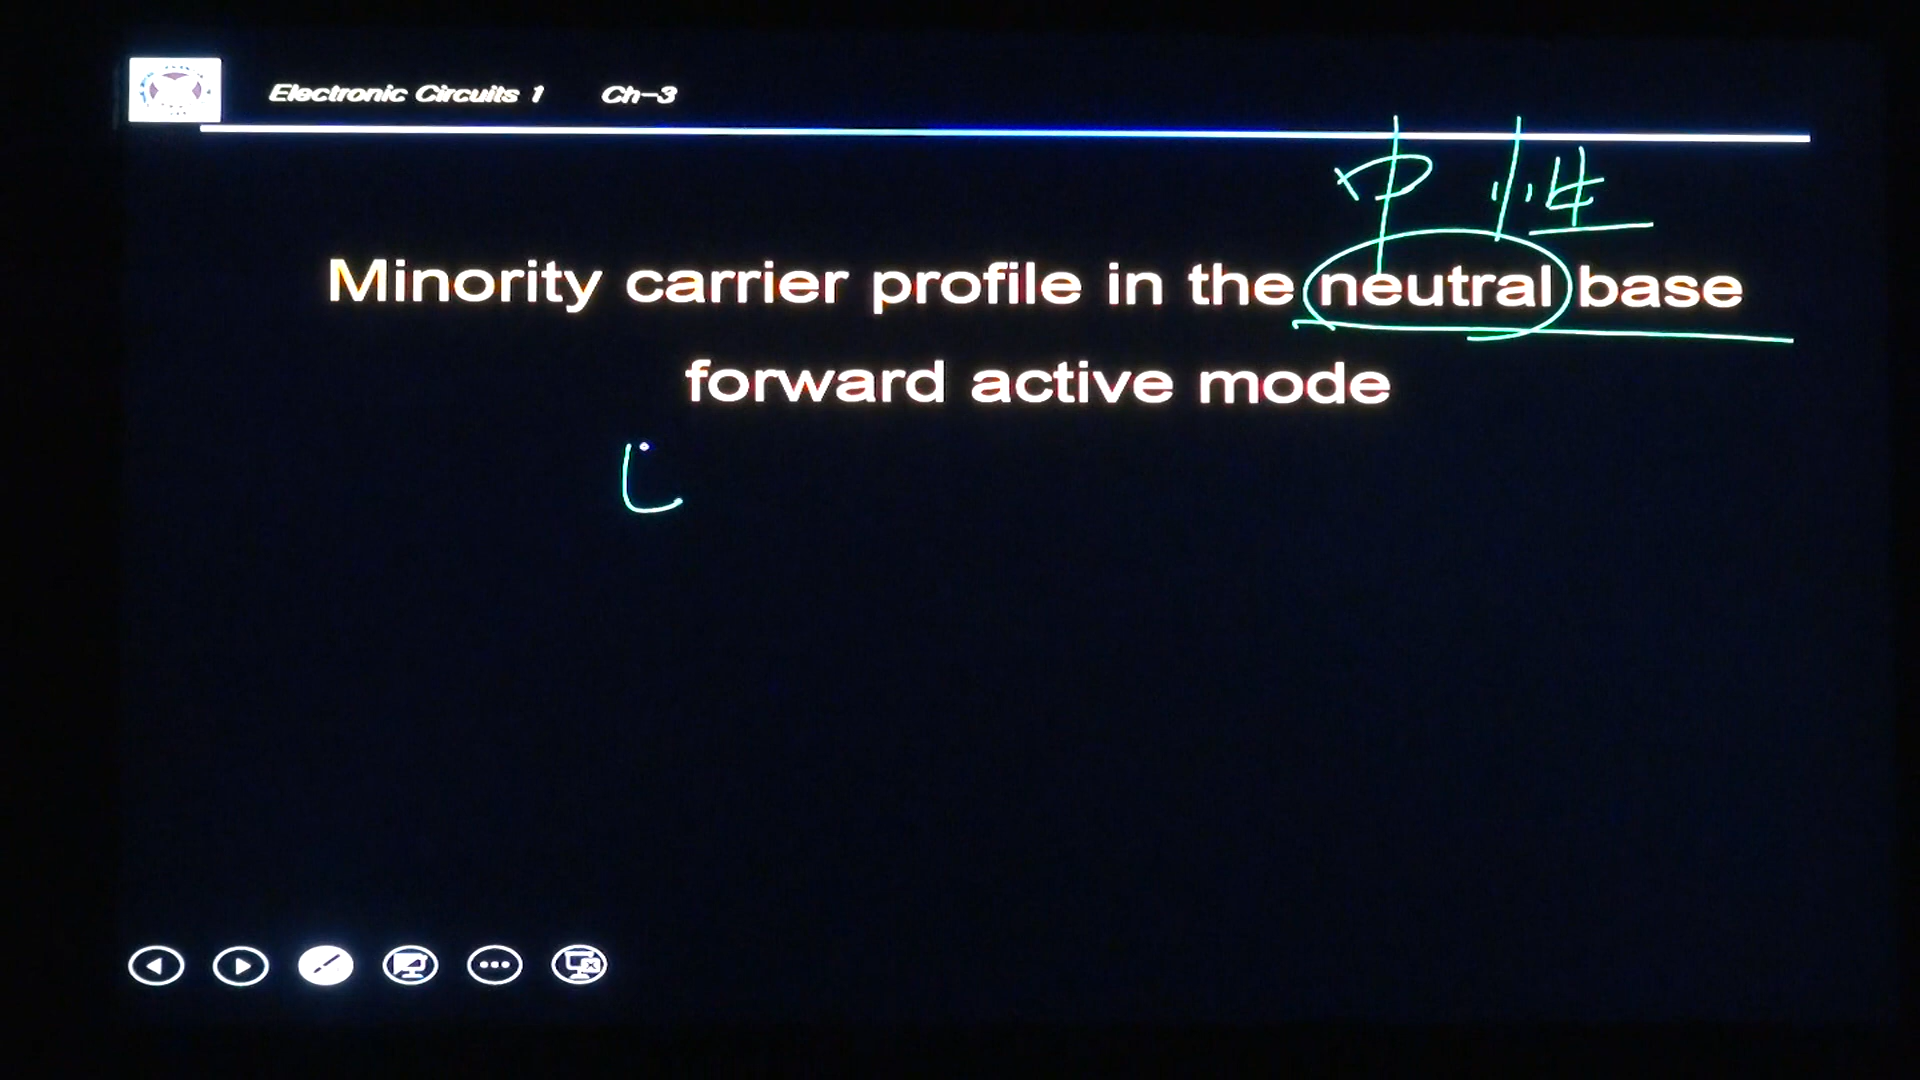 Electronic Circuits 1 Ch-3
中性
Minority carrier profile in the neutral base
forward active mode